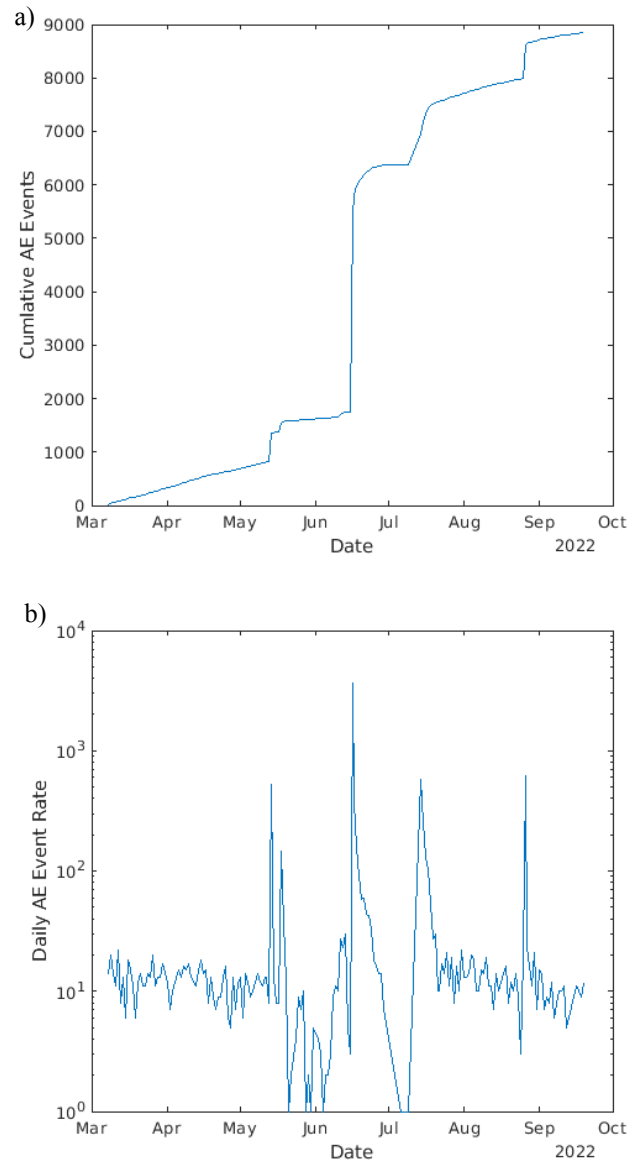 a)
9000
8000
7000
6000
5000
4000
3000
2000
1000
0
Cumlative AE Events
Mar Apr May Jun Jul Aug Sep Oct
Date 2022
b)
10^4
10^3
10^2
10^1
10^0
Daily AE Event Rate
Mar Apr May Jun Jul Aug Sep Oct
Date 2022